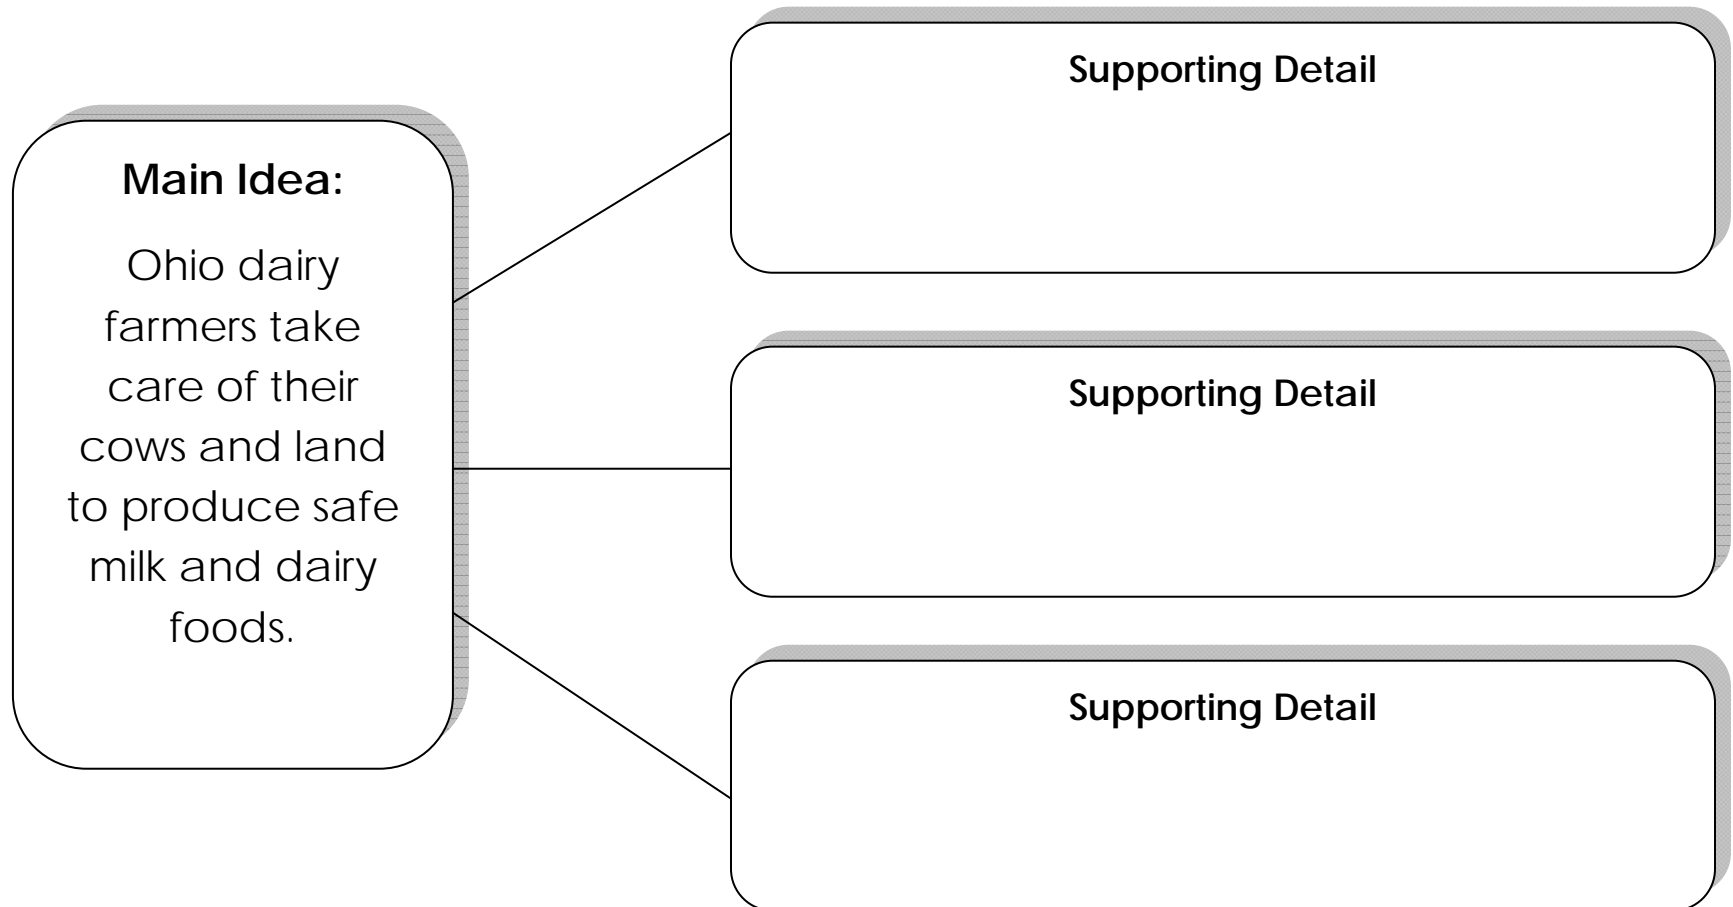 Main Idea:
Ohio dairy
farmers take
care of their
cows and land
to produce safe
milk and dairy
foods.
Supporting Detail
Supporting Detail
Supporting Detail